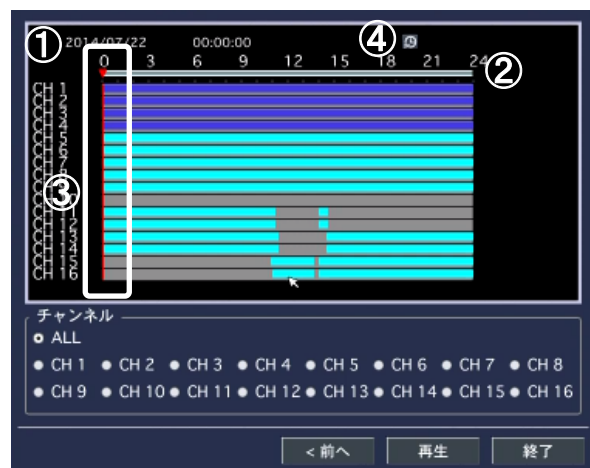 ① 2014/07/22 00:00:00 ④
0 3 6 9 12 15 18 21 24 ②
CH 1
CH 2
CH 3
CH 4
CH 5
CH 6
CH 7
③
CH 11
CH 12
CH 13
CH 14
CH 15
CH 16
チャンネル
ALL
CH 1 CH 2 CH 3 CH 4 CH 5 CH 6 CH 7 CH 8
CH 9 CH 10 CH 11 CH 12 CH 13 CH 14 CH 15 CH 16
< 前へ 再生 終了